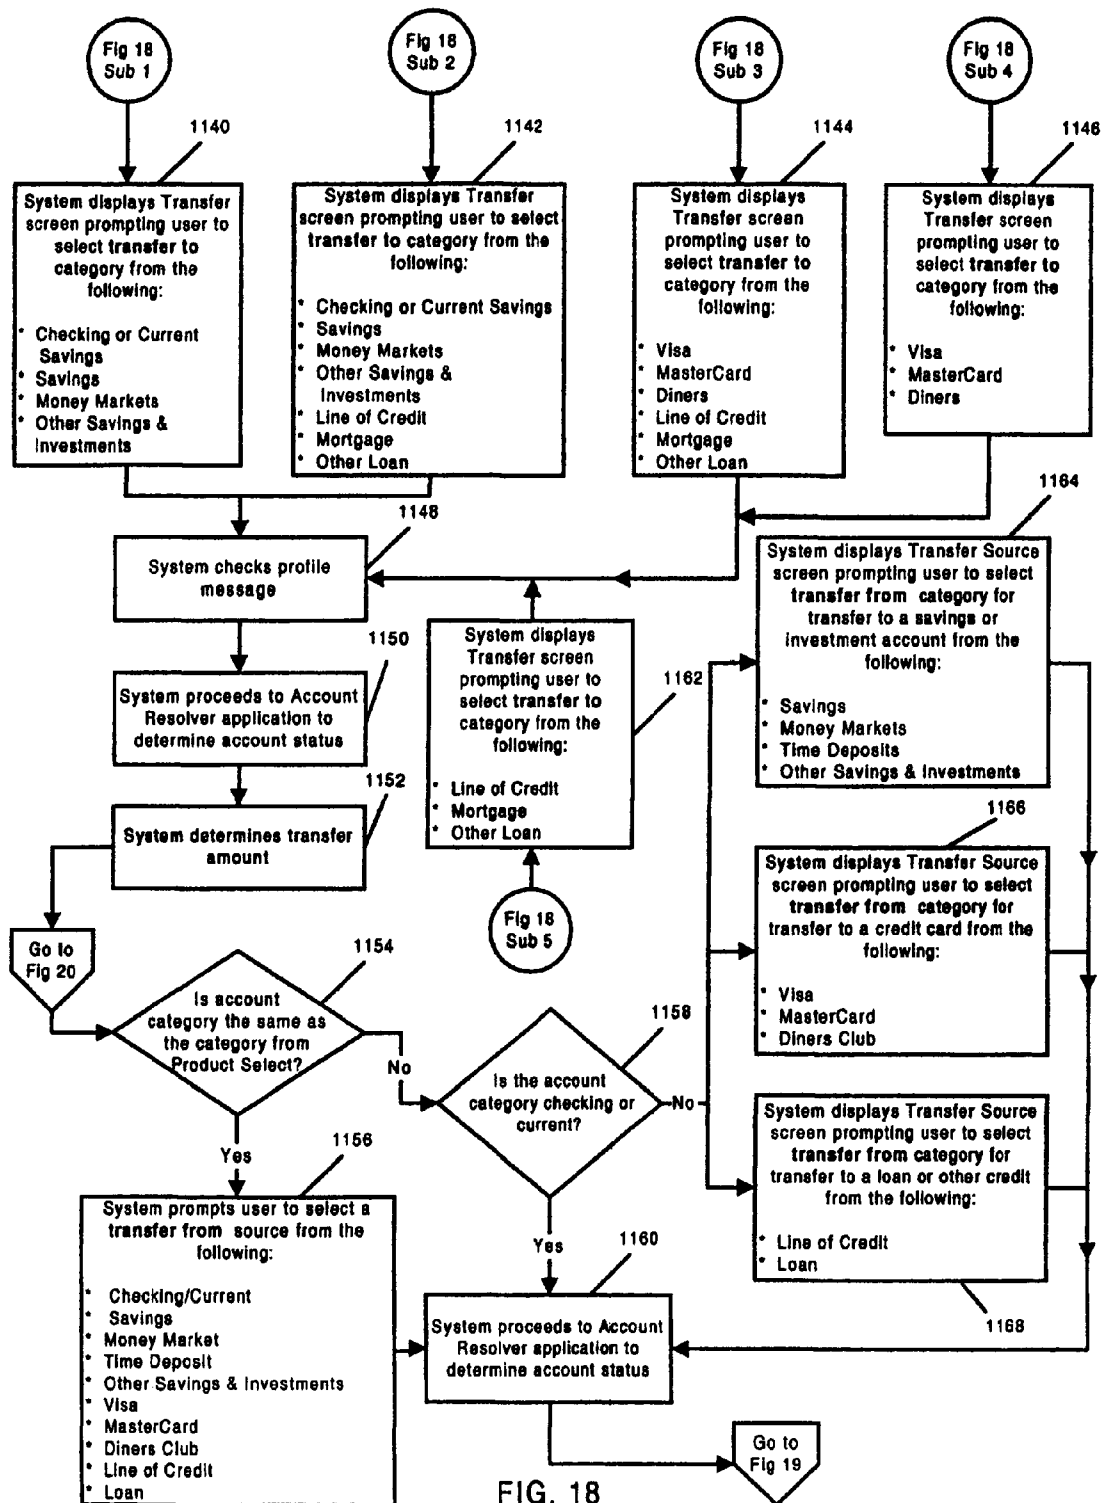 Fig 18
Sub 1
Fig 18
Sub 2
Fig 18
Sub 3
Fig 18
Sub 4
1140
1142
1144
1146
System displays Transfer
screen prompting user to
select transfer to
category from the
following:
* Checking or Current
Savings
* Savings
* Money Markets
* Other Savings &
Investments
System displays Transfer
screen prompting user to select
transfer to category from the
following:
* Checking or Current Savings
* Savings
* Money Markets
* Other Savings &
Investments
* Line of Credit
* Mortgage
* Other Loan
System displays
Transfer screen
prompting user to
select transfer to
category from the
following:
* Visa
* MasterCard
* Diners
* Line of Credit
* Mortgage
* Other Loan
System displays
Transfer screen
prompting user to
select transfer to
category from the
following:
* Visa
* MasterCard
* Diners
1148
System checks profile
message
1150
System proceeds to Account
Resolver application to
determine account status
1152
System determines transfer
amount
Go to
Fig 20
System displays
Transfer screen
prompting user to
select transfer to
category from the
following:
* Line of Credit
* Mortgage
* Other Loan
1162
Fig 18
Sub 5
1164
System displays Transfer Source
screen prompting user to select
transfer from category for
transfer to a savings or
investment account from the
following:
* Savings
* Money Markets
* Time Deposits
* Other Savings & Investments
1166
System displays Transfer Source
screen prompting user to select
transfer from category for
transfer to a credit card from the
following:
* Visa
* MasterCard
* Diners Club
1154
Is account
category the same as
the category from
Product Select?
No
Yes
1158
Is the account
category checking or
current?
No
Yes
System displays Transfer Source
screen prompting user to select
transfer from category for
transfer to a loan or other credit
from the following:
* Line of Credit
* Loan
1168
1156
System prompts user to select a
transfer from source from the
following:
* Checking/Current
* Savings
* Money Market
* Time Deposit
* Other Savings & Investments
* Visa
* MasterCard
* Diners Club
* Line of Credit
* Loan
1160
System proceeds to Account
Resolver application to
determine account status
Go to
Fig 19
FIG. 18